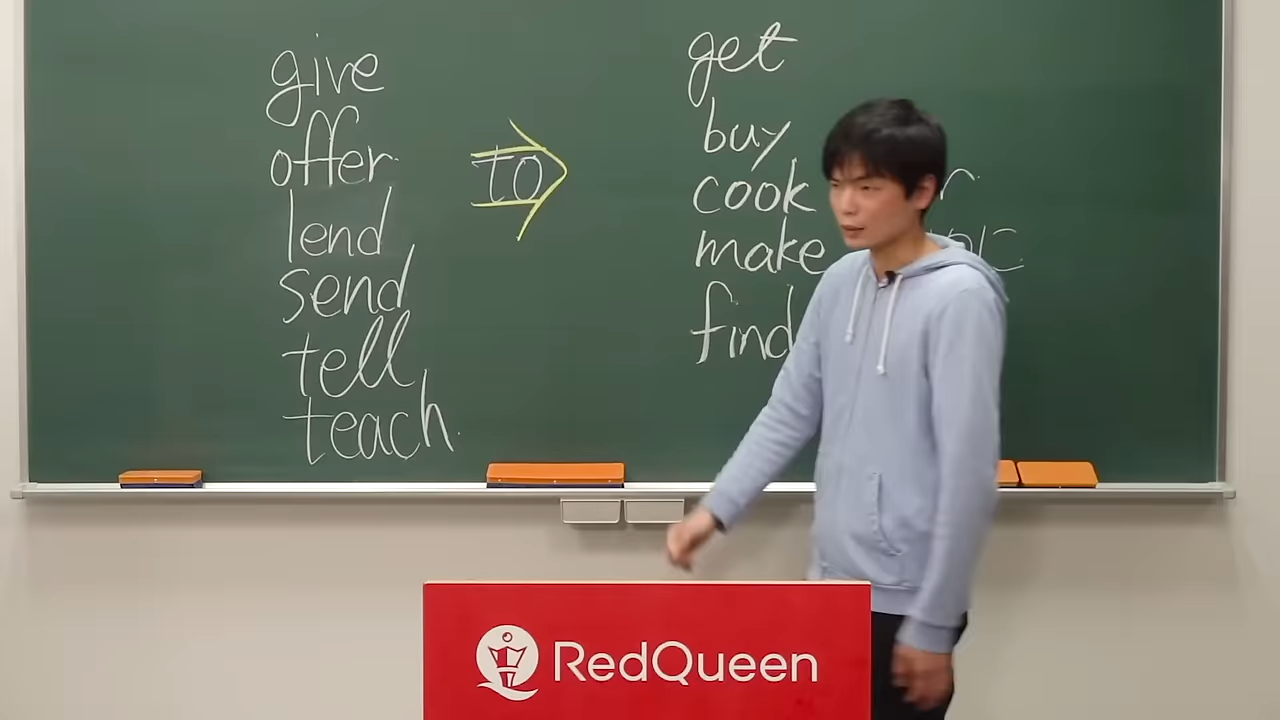 give
offer
lend
send
tell
teach
to
get
buy
cook
make
find
RedQueen